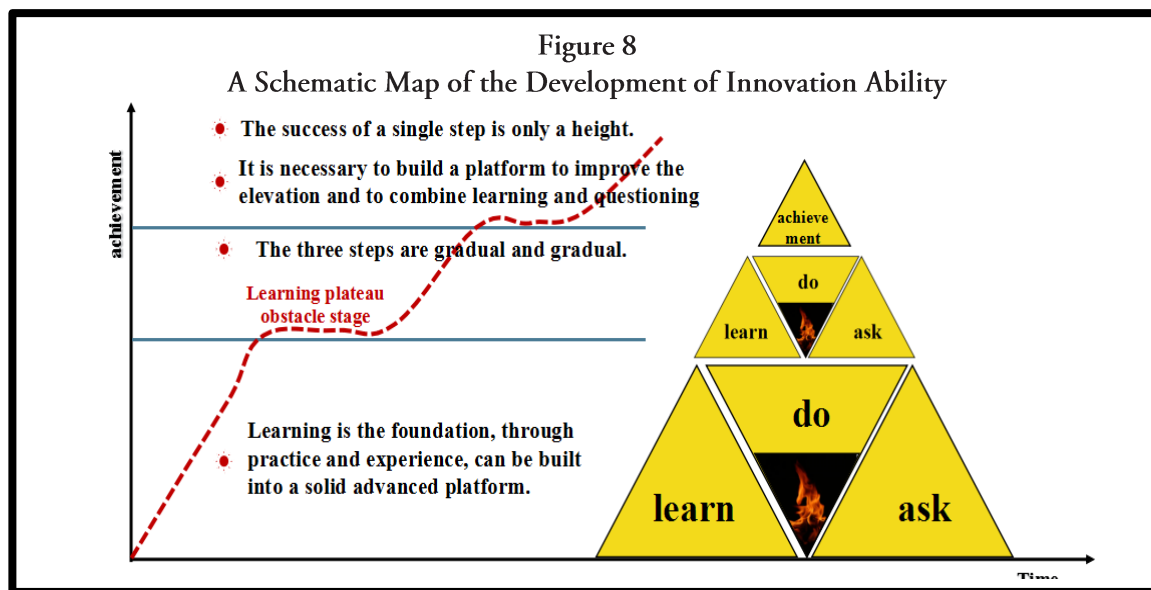 Figure 8
A Schematic Map of the Development of Innovation Ability
achievement
The success of a single step is only a height.
It is necessary to build a platform to improve the
elevation and to combine learning and questioning
The three steps are gradual and gradual.
Learning plateau
obstacle stage
Learning is the foundation, through
practice and experience, can be built
into a solid advanced platform.
achieve
ment
do
learn
ask
do
learn
ask
Time